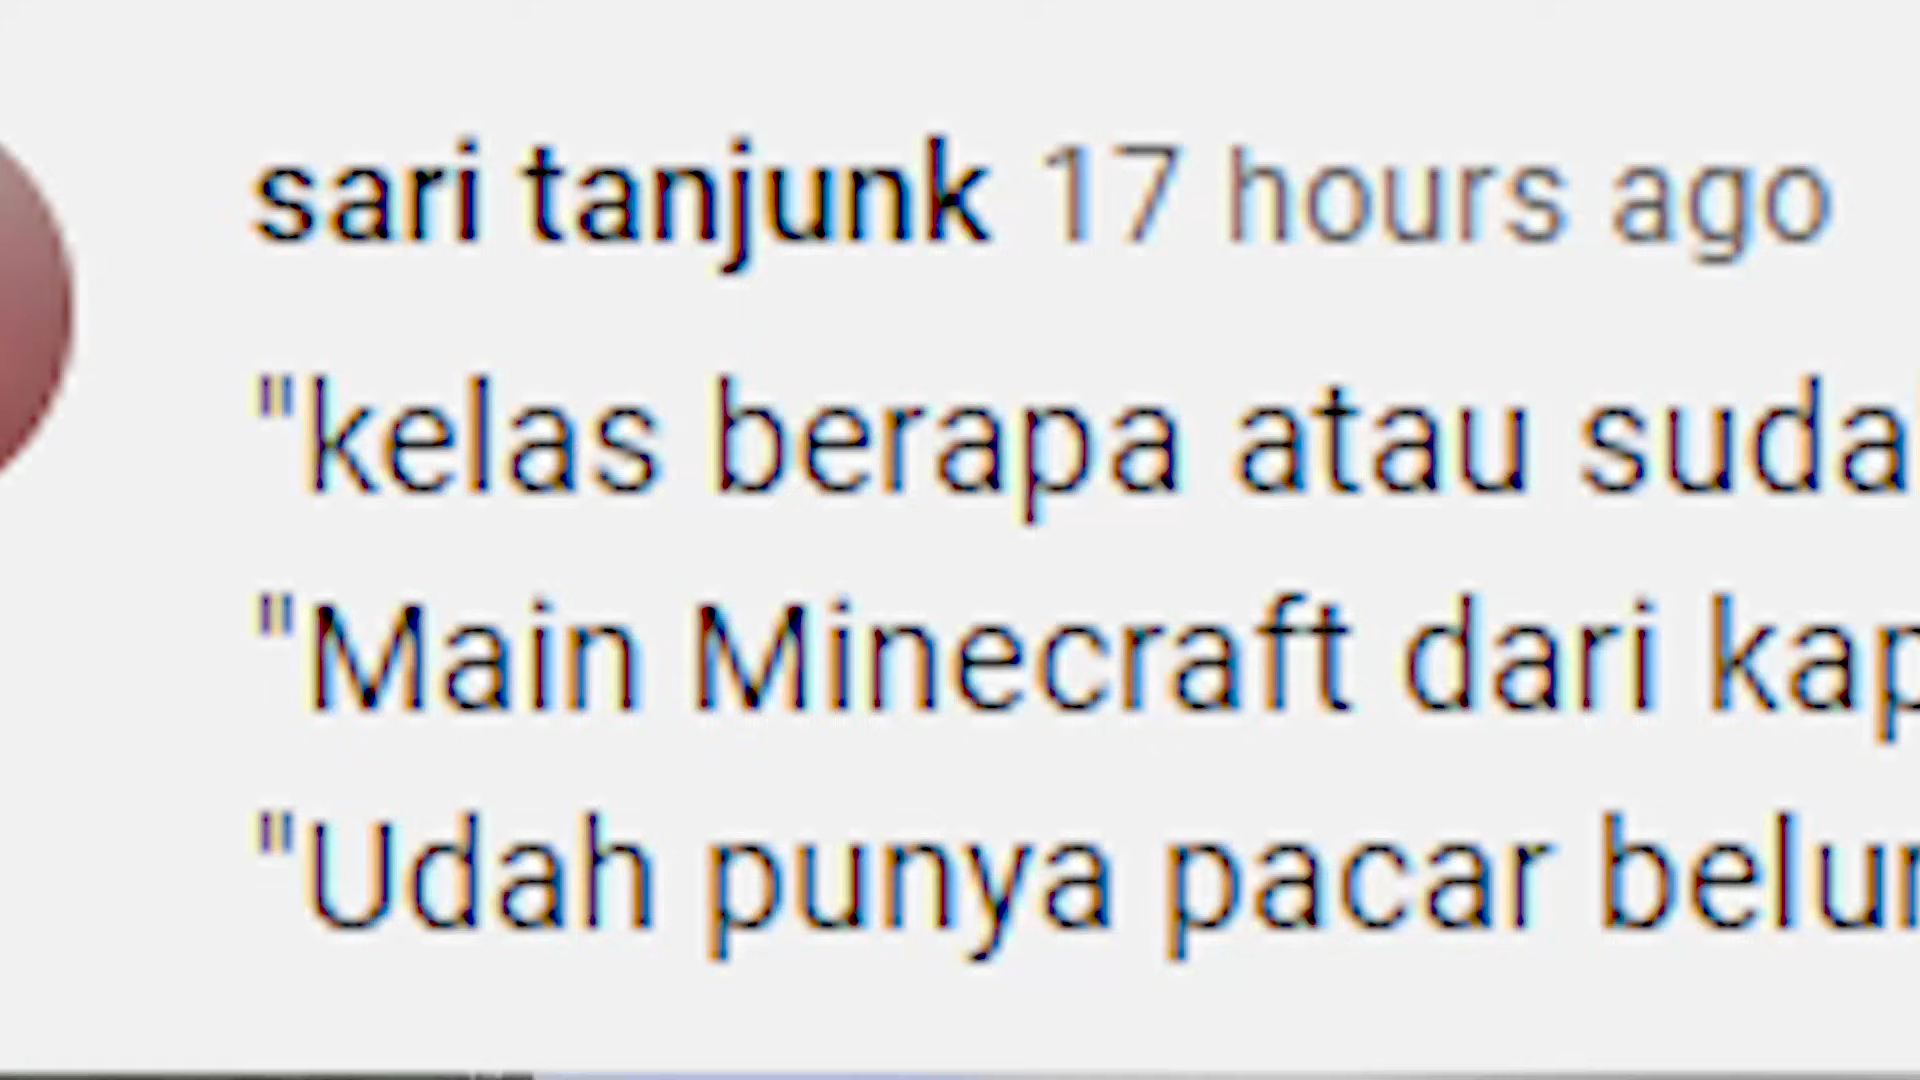 sari tanjunk 17 hours ago
"kelas berapa atau suda
"Main Minecraft dari kap
"Udah punya pacar belu